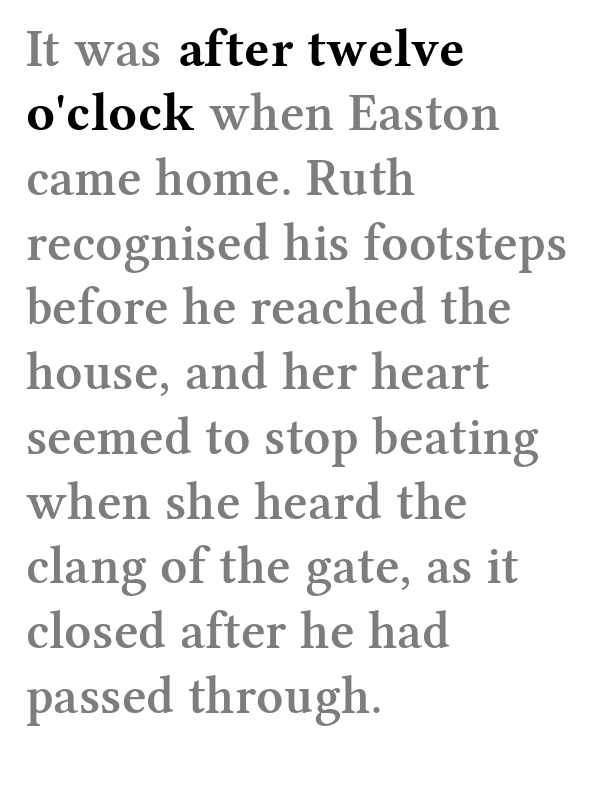 It was after twelve
o'clock when Easton
came home. Ruth
recognised his footsteps
before he reached the
house, and her heart
seemed to stop beating
when she heard the
clang of the gate, as it
closed after he had
passed through.